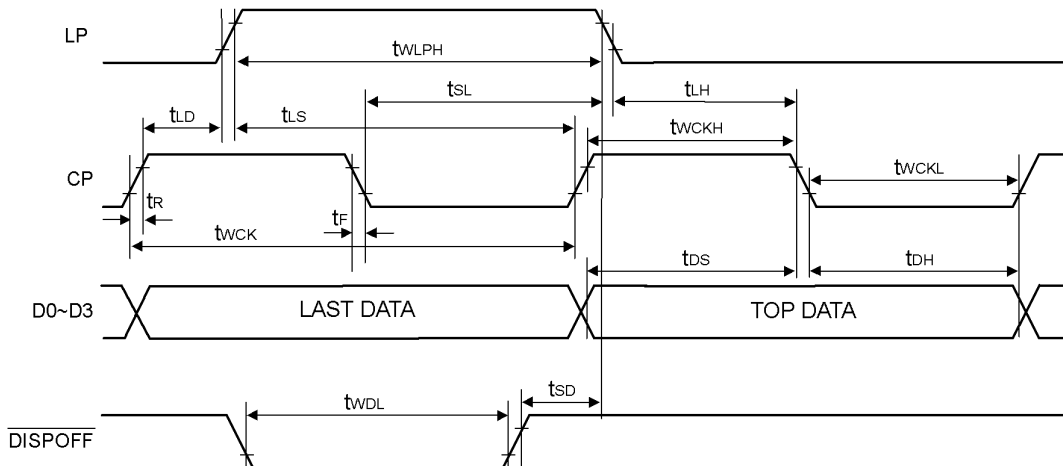 LP
tWLPH
tSL
tLH
tLD
tLS
tWCKH
CP
tWCKL
tR
tF
tWCK
tDS
tDH
D0~D3
LAST DATA
TOP DATA
tSD
tWDL
DISPOFF